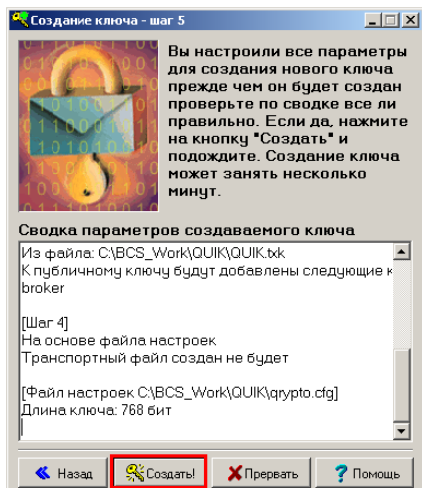 Создание ключа - шаг 5
Вы настроили все параметры
для создания нового ключа
прежде чем он будет создан
проверьте по сводке все ли
правильно. Если да, нажмите
на кнопку "Создать" и
подождите. Создание ключа
может занять несколько
минут.
Сводка параметров создаваемого ключа
Из файла: C:\BCS_Work\QUIK\QUIK.txk
К публичному ключу будут добавлены следующие к
broker
[Шаг 4]
На основе файла настроек
Транспортный файл создан не будет
[Файл настроек C:\BCS_Work\QUIK\qrypto.cfg]
Длина ключа: 768 бит
Назад Создать! Прервать Помощь